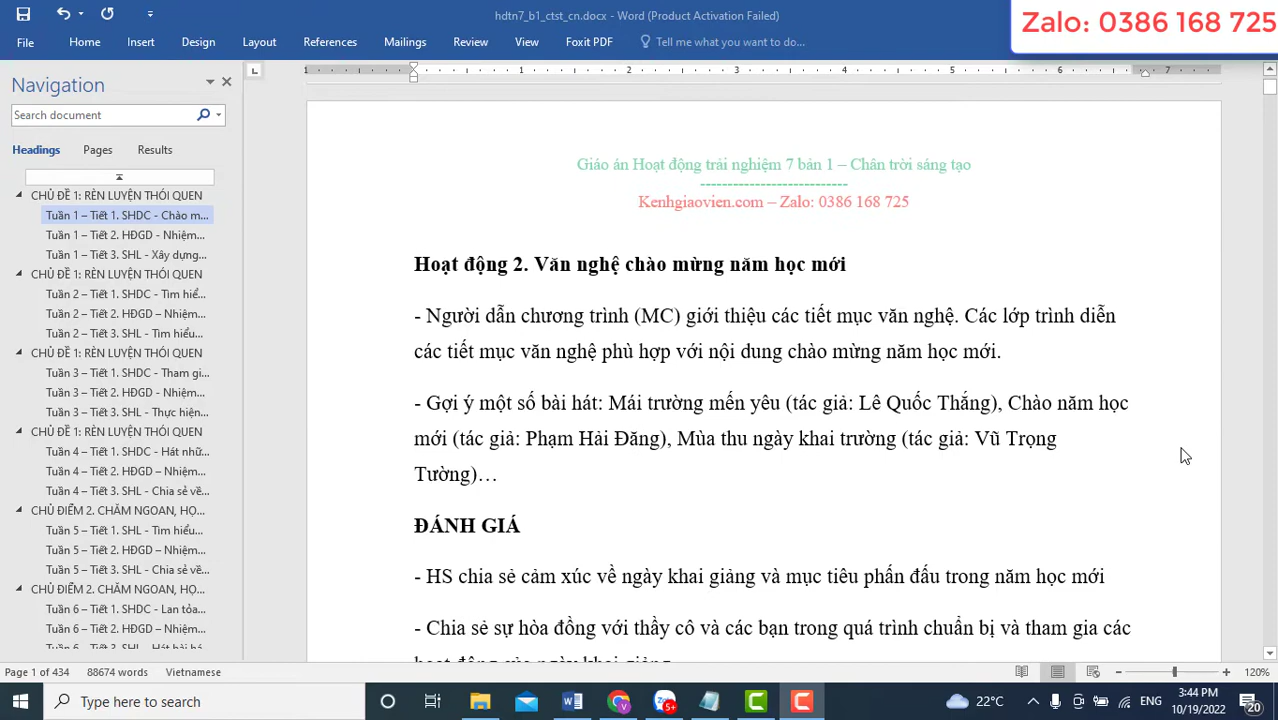 hdtn7_b1_ctst_cn.docx - Word (Product Activation Failed)
Zalo: 0386 168 725
File Home Insert Design Layout References Mailings Review View Foxit PDF Tell me what you want to do...
1 1 2 3 4 5 6 7
Navigation
Search document
Headings Pages Results
CHỦ ĐỀ 1: RÈN LUYỆN THÓI QUEN
Tuần 1 – Tiết 1. SHDC - Chào m...
Tuần 1 – Tiết 2. HĐGD - Nhiệm...
Tuần 1 – Tiết 3. SHL - Xây dựng...
CHỦ ĐỀ 1: RÈN LUYỆN THÓI QUEN
Tuần 2 – Tiết 1. SHDC - Tìm hiể...
Tuần 2 – Tiết 2. HĐGD – Nhiệm...
Tuần 2 – Tiết 3. SHL - Tìm hiểu...
CHỦ ĐỀ 1: RÈN LUYỆN THÓI QUEN
Tuần 3 – Tiết 1. SHDC - Tham gi...
Tuần 3 – Tiết 2. HĐGD - Nhiệm...
Tuần 3 – Tiết 3. SHL - Thực hiện...
CHỦ ĐỀ 1: RÈN LUYỆN THÓI QUEN
Tuần 4 – Tiết 1. SHDC - Hát nhữ...
Tuần 4 – Tiết 2. HĐGD – Nhiệm...
Tuần 4 – Tiết 3. SHL - Chia sẻ về...
CHỦ ĐIỂM 2. CHĂM NGOAN, HỌ...
Tuần 5 – Tiết 1. SHL - Tìm hiểu...
Tuần 5 – Tiết 2. HĐGD – Nhiệm...
Tuần 5 – Tiết 3. SHL - Chia sẻ về...
CHỦ ĐIỂM 2. CHĂM NGOAN, HỌ...
Tuần 6 – Tiết 1. SHDC - Lan tỏa...
Tuần 6 – Tiết 2. HĐGD – Nhiệm...
Giáo án Hoạt động trải nghiệm 7 bản 1 – Chân trời sáng tạo
---------------------------
Kenhgiaovien.com – Zalo: 0386 168 725
Hoạt động 2. Văn nghệ chào mừng năm học mới
- Người dẫn chương trình (MC) giới thiệu các tiết mục văn nghệ. Các lớp trình diễn
các tiết mục văn nghệ phù hợp với nội dung chào mừng năm học mới.
- Gợi ý một số bài hát: Mái trường mến yêu (tác giả: Lê Quốc Thắng), Chào năm học
mới (tác giả: Phạm Hải Đăng), Mùa thu ngày khai trường (tác giả: Vũ Trọng
Tường)…
ĐÁNH GIÁ
- HS chia sẻ cảm xúc về ngày khai giảng và mục tiêu phấn đấu trong năm học mới
- Chia sẻ sự hòa đồng với thầy cô và các bạn trong quá trình chuẩn bị và tham gia các
Page 1 of 434 88674 words Vietnamese 120%
Type here to search
5+
22°C
ENG
3:44 PM
10/19/2022
20